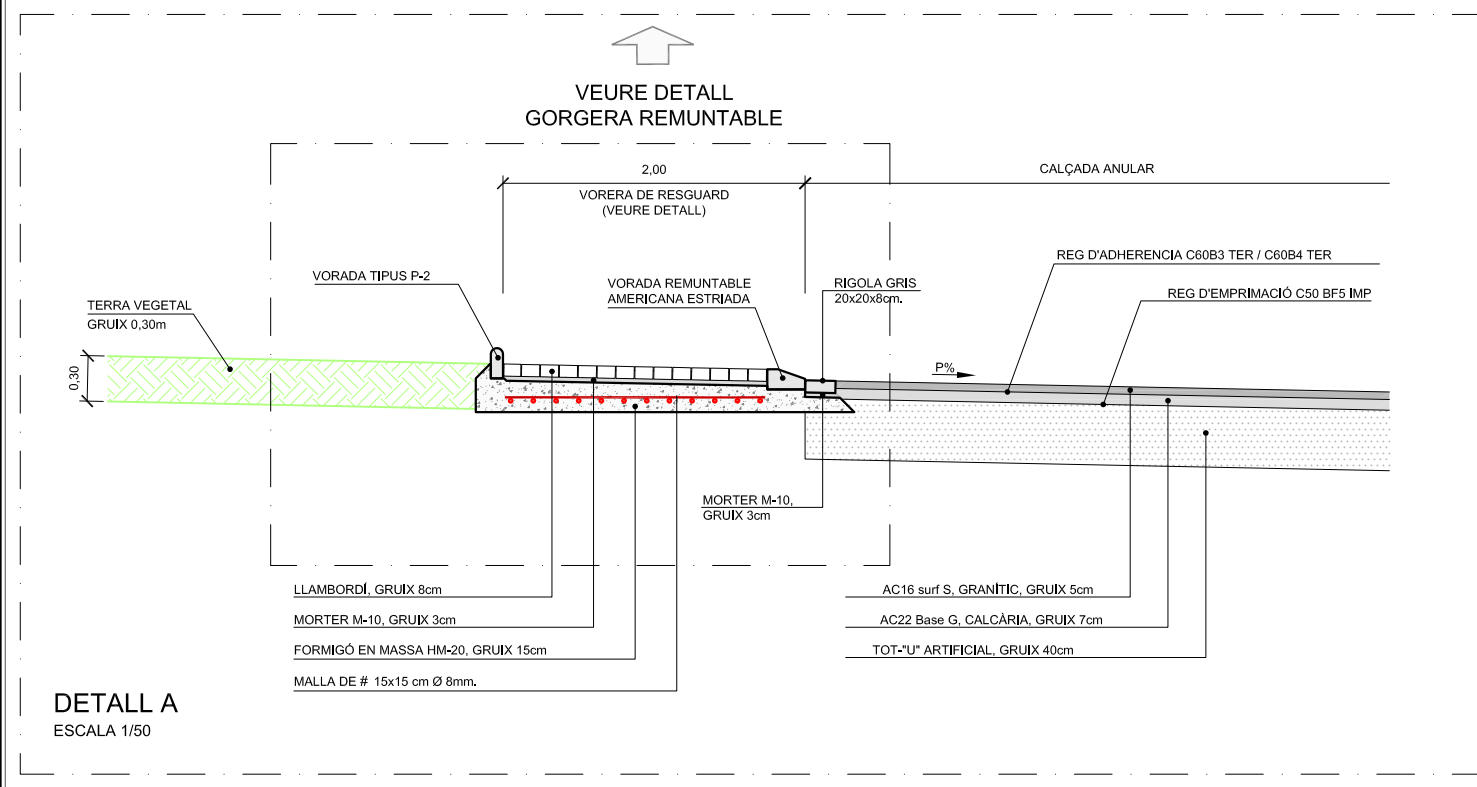 VEURE DETALL
GORGERA REMUNTABLE
2,00
CALÇADA ANULAR
VORERA DE RESGUARD
(VEURE DETALL)
REG D'ADHERENCIA C60B3 TER / C60B4 TER
VORADA TIPUS P-2
VORADA REMUNTABLE
AMERICANA ESTRIADA
RIGOLA GRIS
20x20x8cm.
REG D'EMPRIMACIÓ C50 BF5 IMP
TERRA VEGETAL
GRUIX 0,30m
0,30
P%
MORTER M-10,
GRUIX 3cm
LLAMBORDÍ, GRUIX 8cm
MORTER M-10, GRUIX 3cm
FORMIGÓ EN MASSA HM-20, GRUIX 15cm
MALLA DE # 15x15 cm Ø 8mm.
AC16 surf S, GRANÍTIC, GRUIX 5cm
AC22 Base G, CALCÀRIA, GRUIX 7cm
TOT-"U" ARTIFICIAL, GRUIX 40cm
DETALL A
ESCALA 1/50